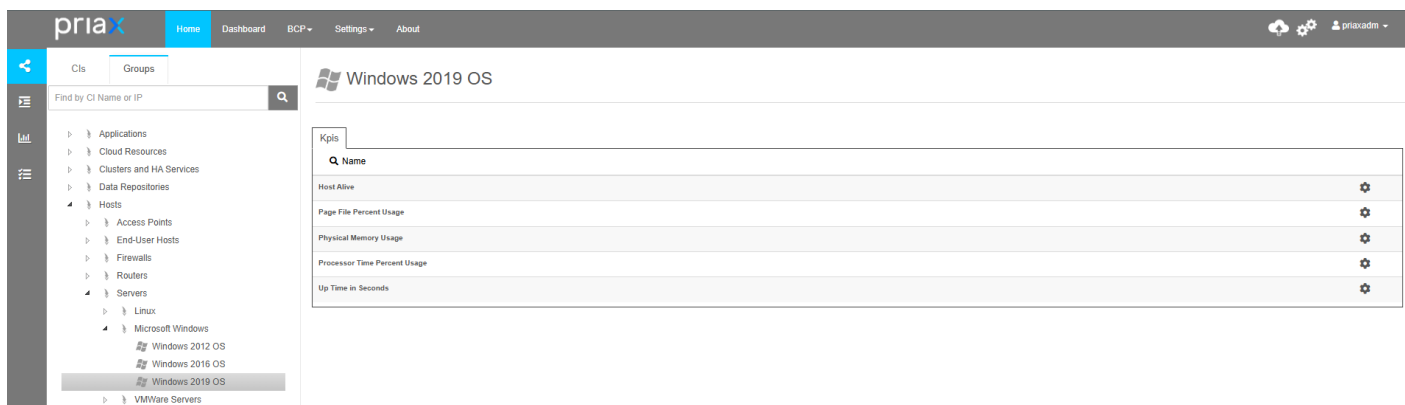 priax
Home
Dashboard
BCP
Settings
About
priaxadm
CIs
Groups
Find by CI Name or IP
Applications
Cloud Resources
Clusters and HA Services
Data Repositories
Hosts
Access Points
End-User Hosts
Firewalls
Routers
Servers
Linux
Microsoft Windows
Windows 2012 OS
Windows 2016 OS
Windows 2019 OS
VMWare Servers
Windows 2019 OS
Kpis
Name
Host Alive
Page File Percent Usage
Physical Memory Usage
Processor Time Percent Usage
Up Time in Seconds